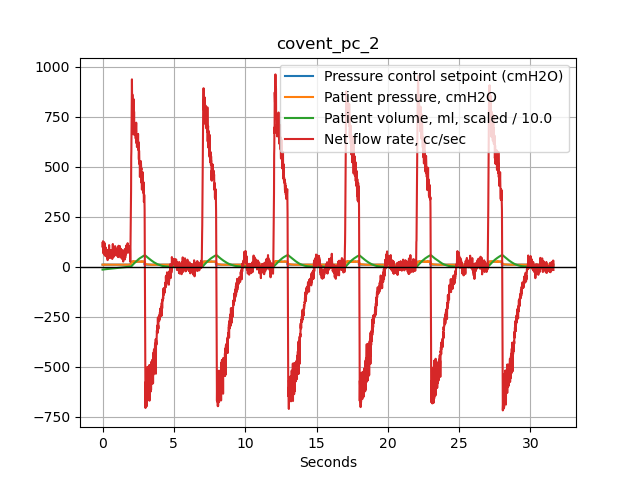 covent_pc_2
Pressure control setpoint (cmH2O)
Patient pressure, cmH2O
Patient volume, ml, scaled / 10.0
Net flow rate, cc/sec
1000
750
500
250
0
−250
−500
−750
0 5 10 15 20 25 30
Seconds